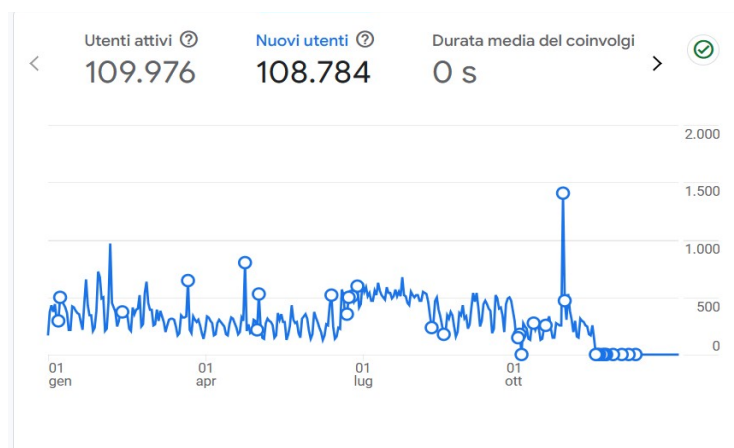 Utenti attivi
Nuovi utenti
Durata media del coinvolgi
109.976
108.784
0 s
2.000
1.500
1.000
500
0
01 01 01 01
gen apr lug ott